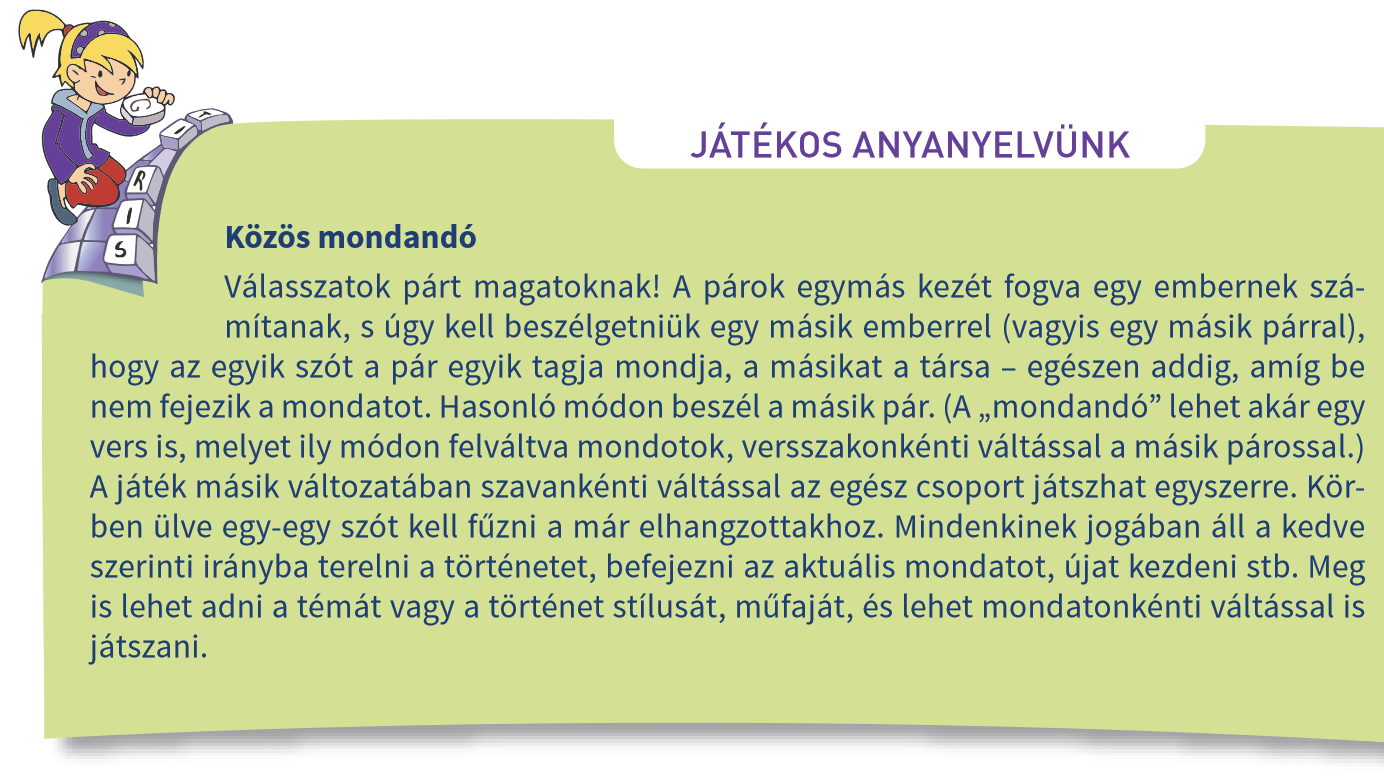 G
T
I
R
I
S
JÁTÉKOS ANYANYELVÜNK
Közös mondandó
Válasszatok párt magatoknak! A párok egymás kezét fogva egy embernek szá-
mítanak, s úgy kell beszélgetniük egy másik emberrel (vagyis egy másik párral),
hogy az egyik szót a pár egyik tagja mondja, a másikat a társa – egészen addig, amíg be
nem fejezik a mondatot. Hasonló módon beszél a másik pár. (A „mondandó” lehet akár egy
vers is, melyet ily módon felváltva mondotok, versszakonkénti váltással a másik párossal.)
A játék másik változatában szavankénti váltással az egész csoport játszhat egyszerre. Kör-
ben ülve egy-egy szót kell fűzni a már elhangzottakhoz. Mindenkinek jogában áll a kedve
szerinti irányba terelni a történetet, befejezni az aktuális mondatot, újat kezdeni stb. Meg
is lehet adni a témát vagy a történet stílusát, műfaját, és lehet mondatonkénti váltással is
játszani.